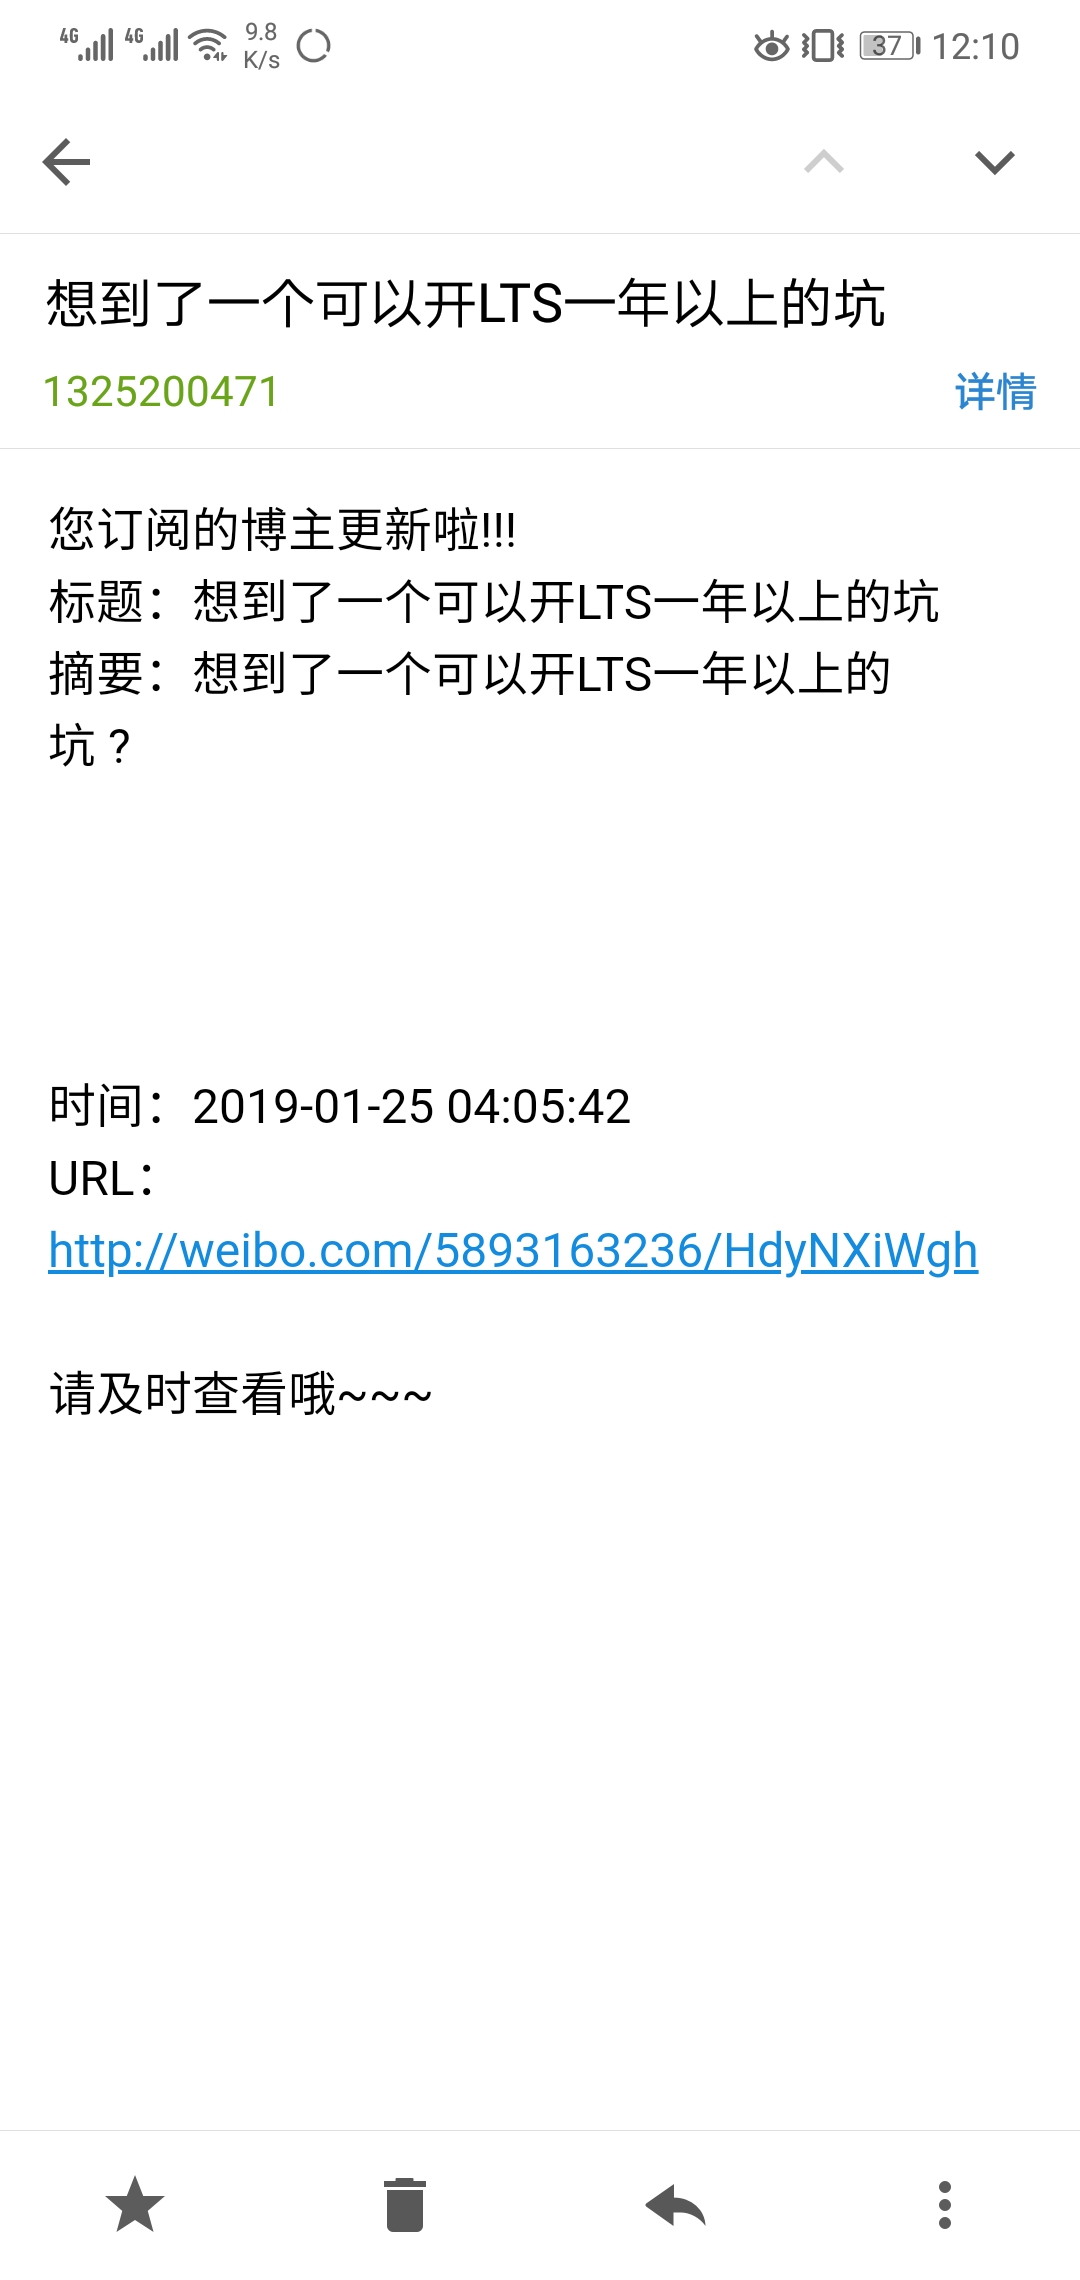 4G 4G 9.8 K/s 37 12:10
想到了一个可以开LTS一年以上的坑
1325200471 详情
您订阅的博主更新啦!!!
标题：想到了一个可以开LTS一年以上的坑
摘要：想到了一个可以开LTS一年以上的
坑 ?
时间：2019-01-25 04:05:42
URL：
http://weibo.com/5893163236/HdyNXiWgh
请及时查看哦~~~